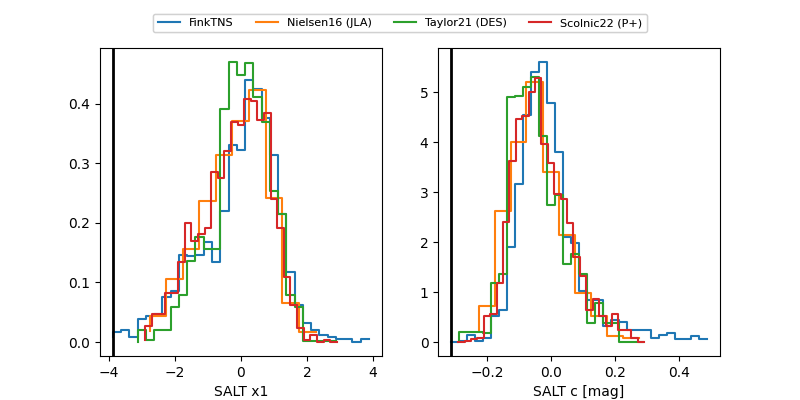 FinkTNS Nielsen16 (JLA) Taylor21 (DES) Scolnic22 (P+)
0.4
0.3
0.2
0.1
0.0
−4 −2 0 2 4
SALT x1
5
4
3
2
1
0
−0.2 0.0 0.2 0.4
SALT c [mag]